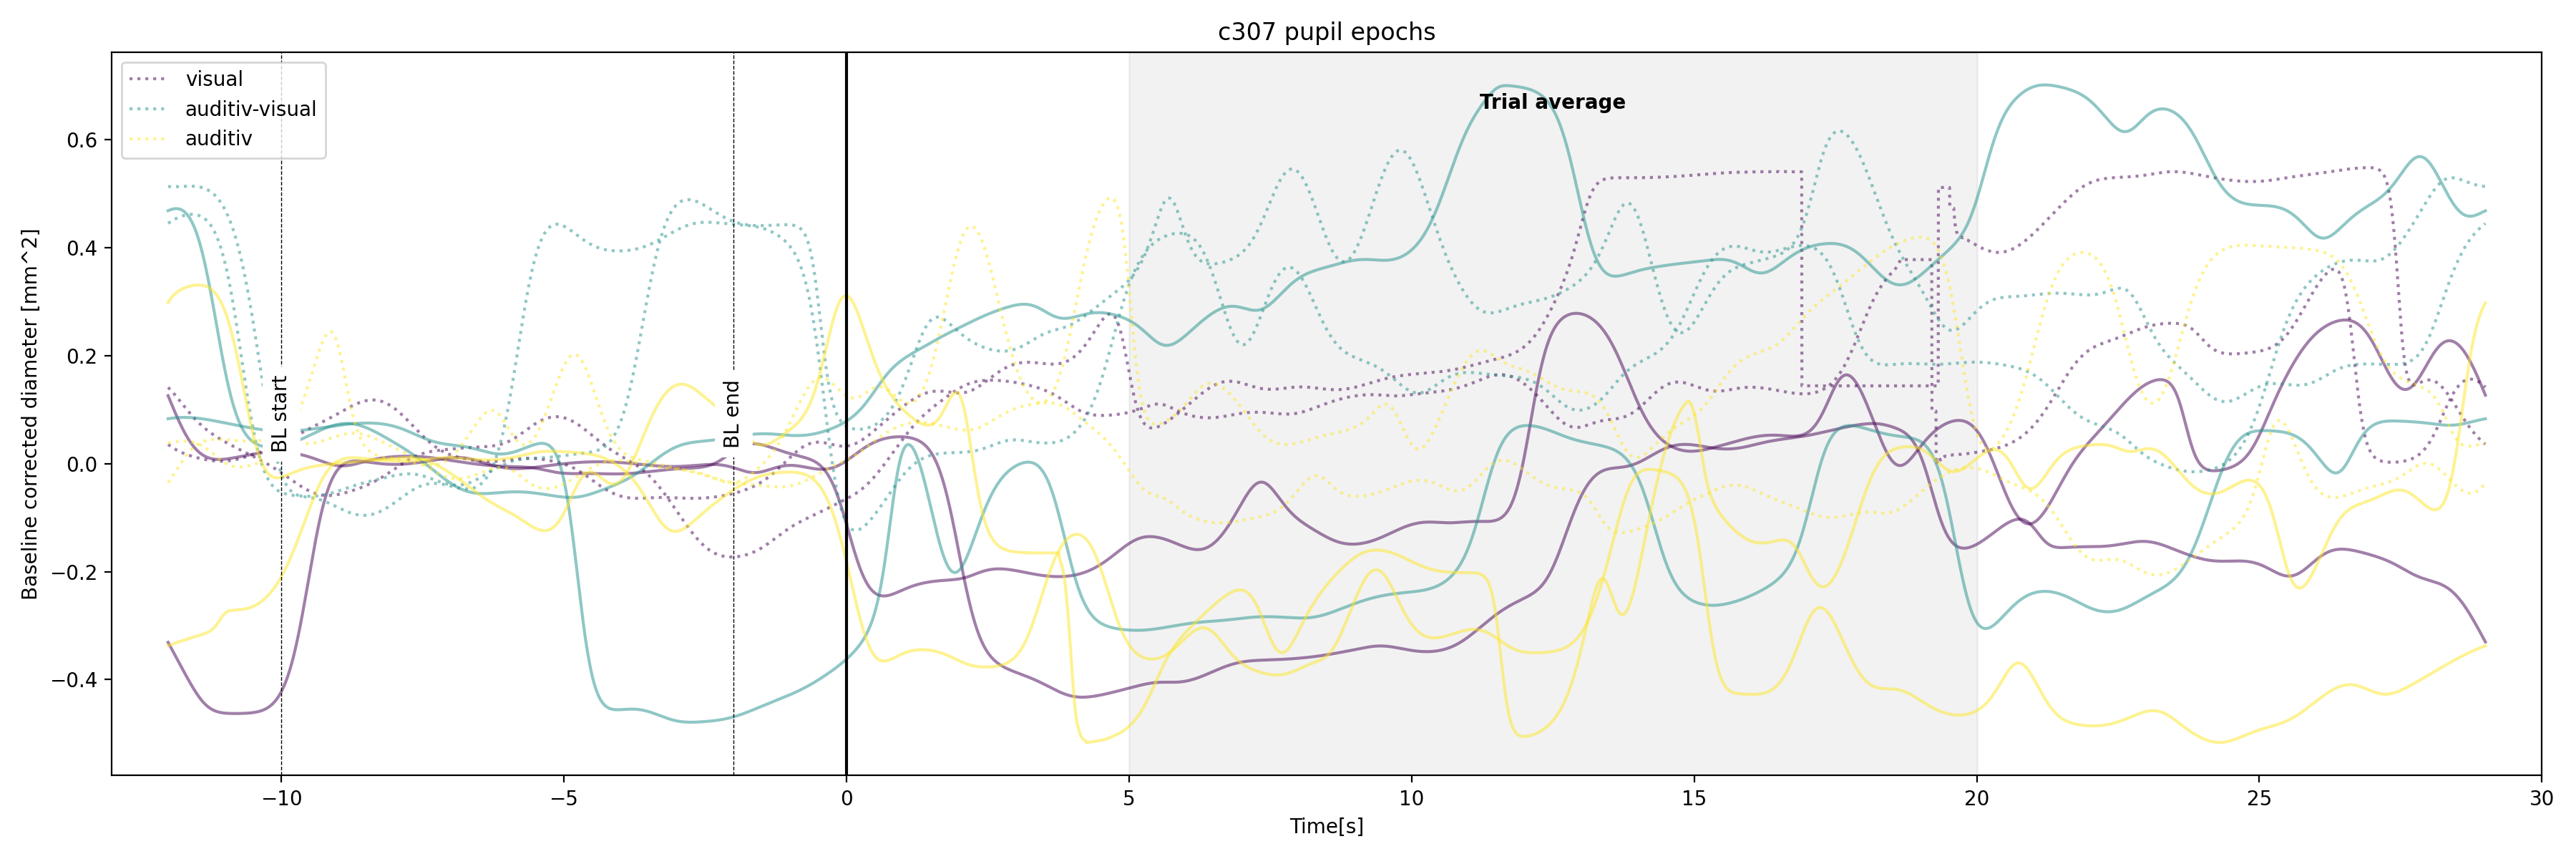 c307 pupil epochs
visual
auditiv-visual
auditiv
Trial average
BL start
BL end
Baseline corrected diameter [mm^2]
0.6
0.4
0.2
0.0
−0.2
−0.4
−10
−5
0
5
10
15
20
25
30
Time[s]